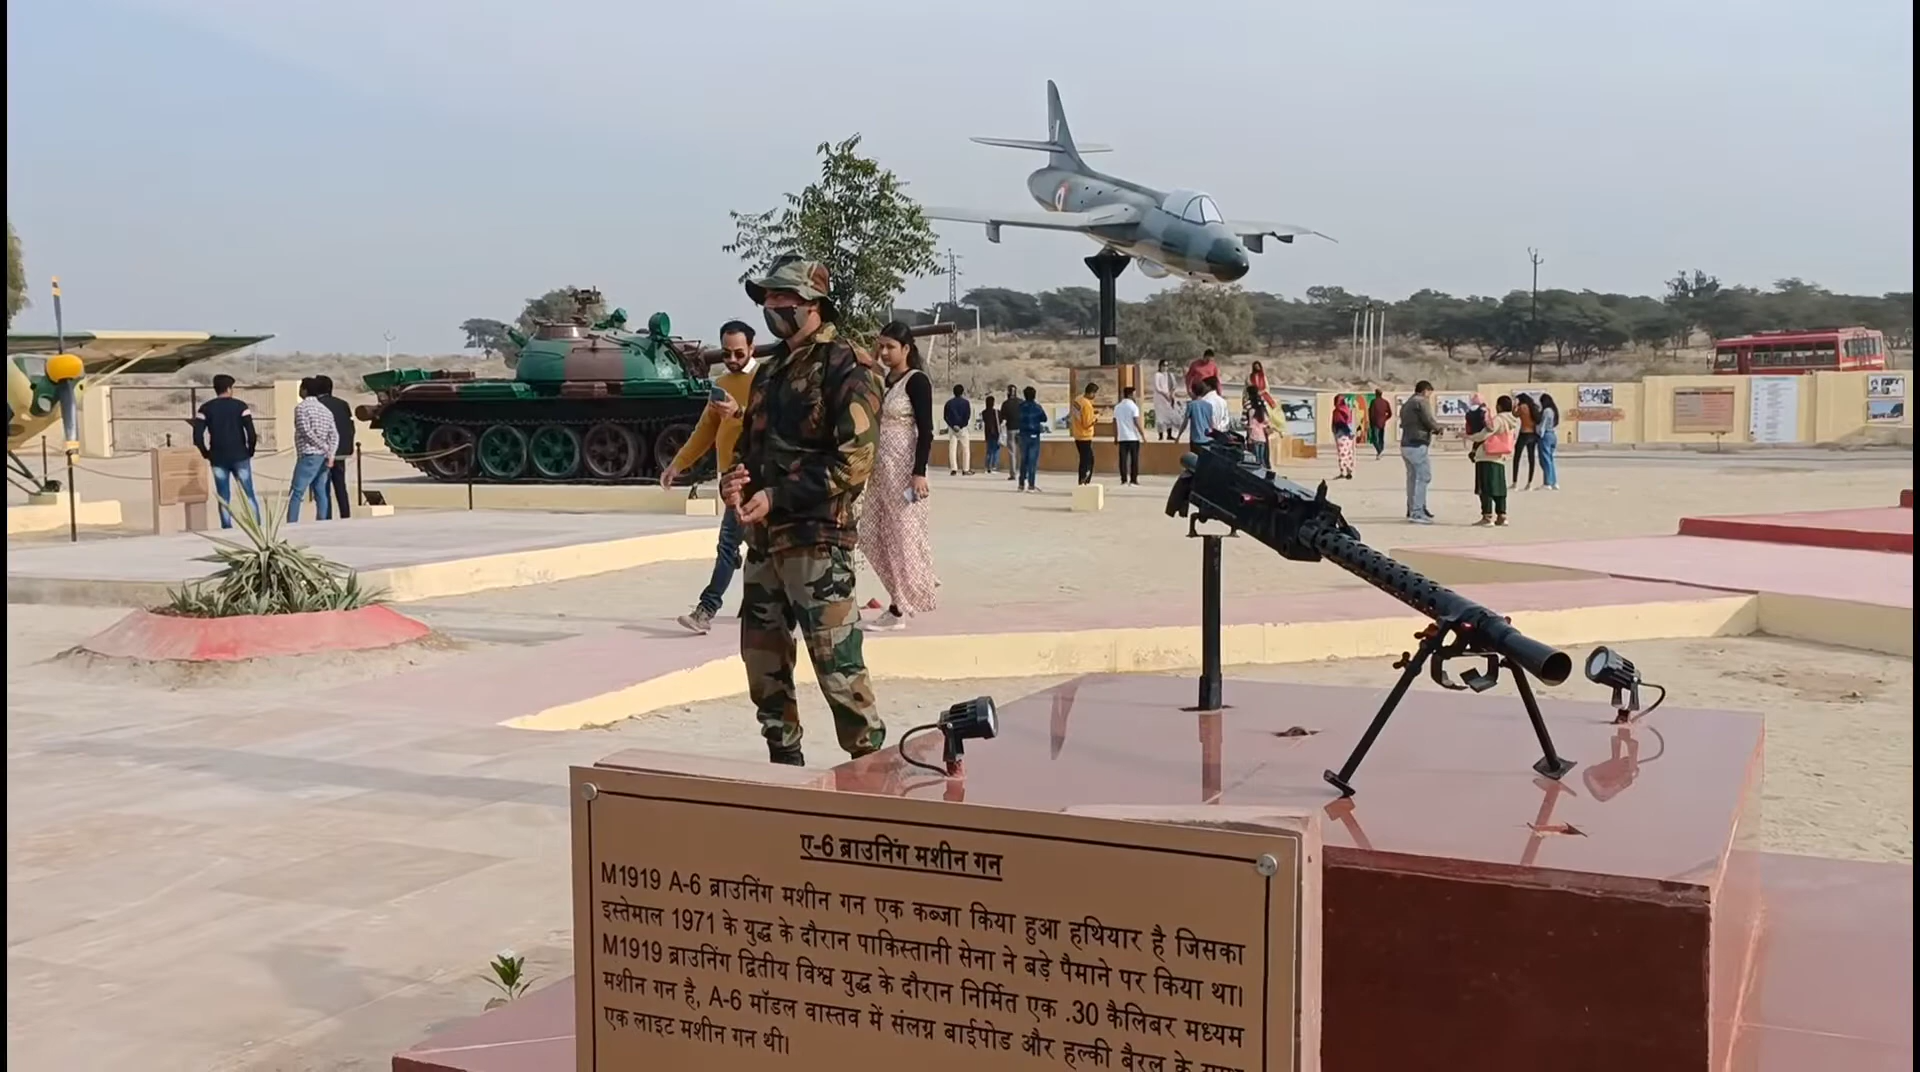 ए-6 ब्राउनिंग मशीन गन
M1919 A-6 ब्राउनिंग मशीन गन एक कब्जा किया हुआ हथियार है जिसका
इस्तेमाल 1971 के युद्ध के दौरान पाकिस्तानी सेना ने बड़े पैमाने पर किया था।
M1919 ब्राउनिंग द्वितीय विश्व युद्ध के दौरान निर्मित एक .30 कैलिबर मध्यम
मशीन गन है, A-6 मॉडल वास्तव में संलग्न बाईपोड और हल्की बैरल के
एक लाइट मशीन गन थी।